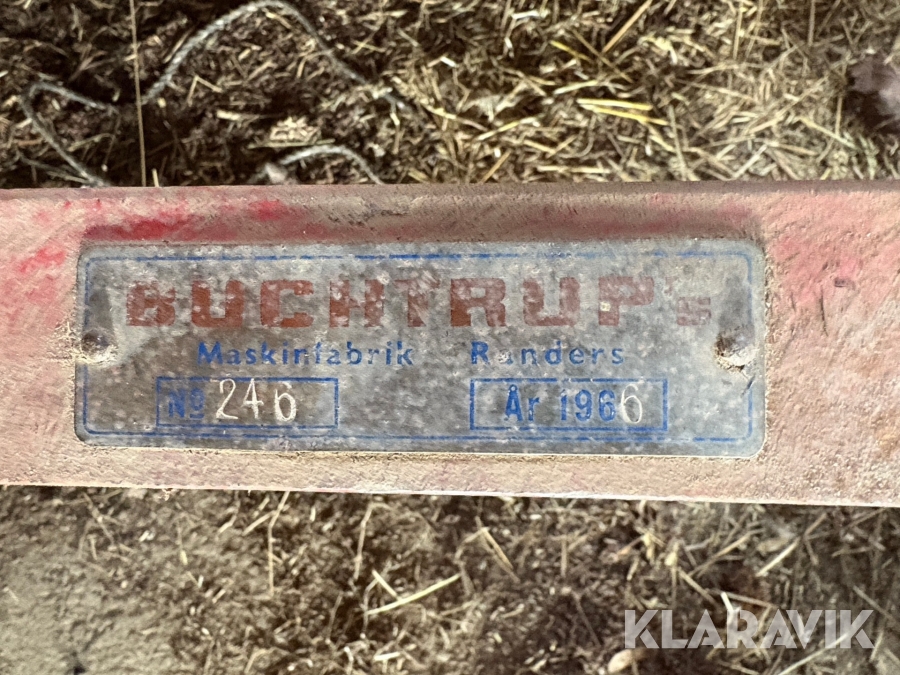 BUCHTRUP's
Maskinfabrik Randers
No 246 År 1966
KLARAVIK